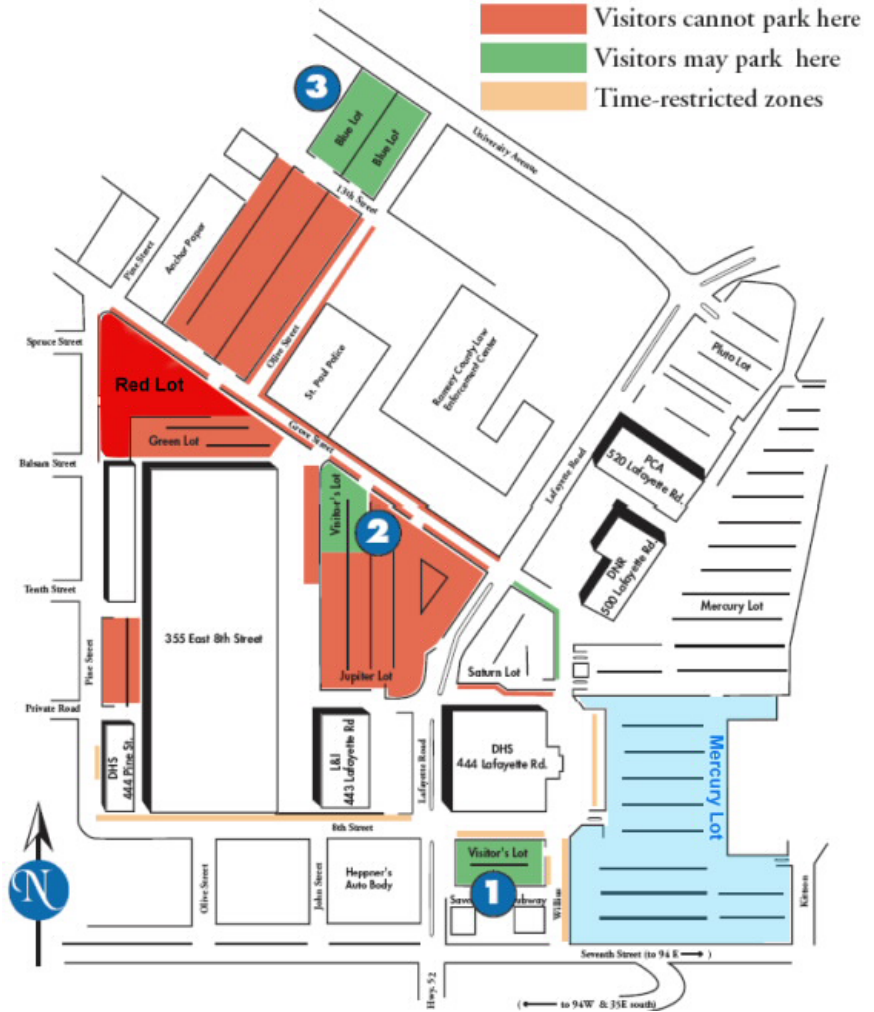 Visitors cannot park here
Visitors may park here
Time-restricted zones
3
Blue Lot
Blue Lot
University Avenue
13th Street
Anchor Paper
Pine Street
Olive Street
St. Paul Police
Ramsey County Law
Enforcement Center
Spruce Street
Red Lot
Pluto Lot
Green Lot
Grove Street
Balsam Street
PCA
520 Lafayette Rd.
Lafayette Road
Visitor's Lot
2
DNR
500 Lafayette Rd.
Tenth Street
Mercury Lot
355 East 8th Street
Pine Street
Jupiter Lot
Saturn Lot
Private Road
DHS
444 Pine St.
L&I
443 Lafayette Rd
Lafayette Road
DHS
444 Lafayette Rd.
Mercury Lot
8th Street
Visitor's Lot
N
Olive Street
John Street
Heppner's
Auto Body
1
Kittson
Seventh Street (to 94 E )
Hwy. 52
( to 94W & 35E south)